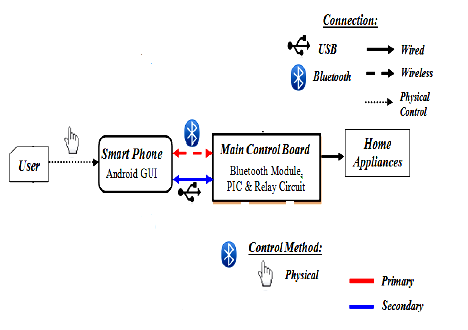 Connection:
USB
Wired
Bluetooth
Wireless
Physical
Control
User
Smart Phone
Android GUI
Main Control Board
Bluetooth Module,
PIC & Relay Circuit
Home
Appliances
Control Method:
Physical
Primary
Secondary